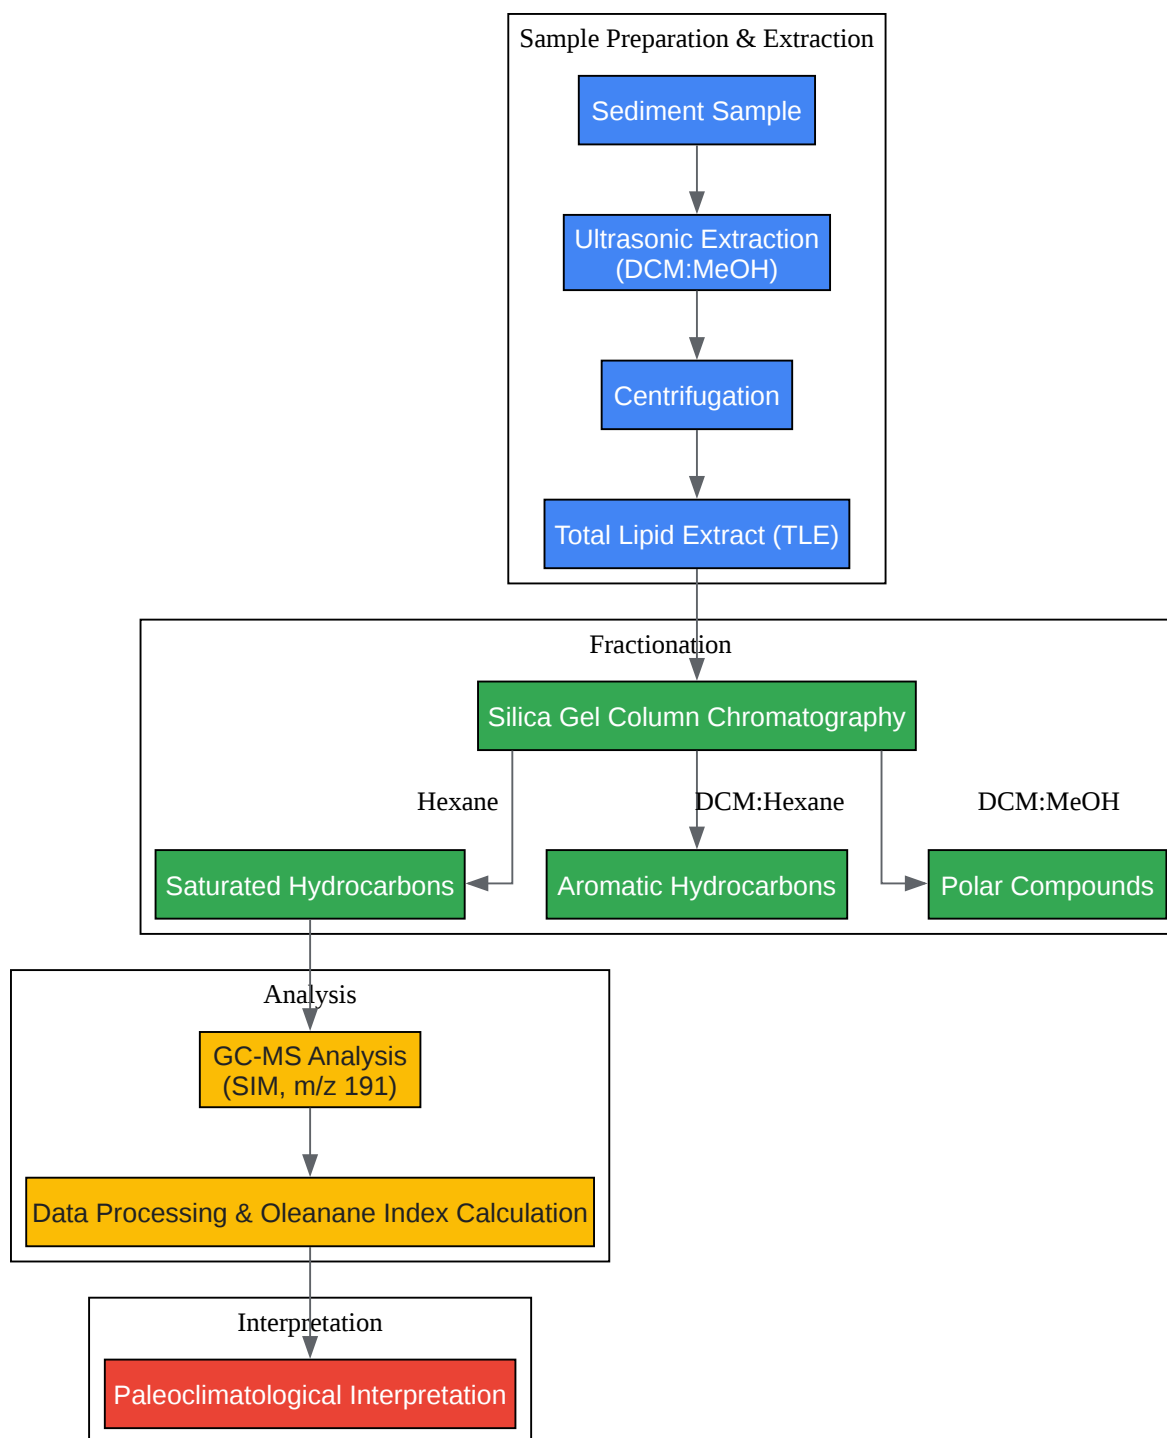 Sample Preparation & Extraction
Sediment Sample
Ultrasonic Extraction
(DCM:MeOH)
Centrifugation
Total Lipid Extract (TLE)
Fractionation
Silica Gel Column Chromatography
Hexane
DCM:Hexane
DCM:MeOH
Saturated Hydrocarbons
Aromatic Hydrocarbons
Polar Compounds
Analysis
GC-MS Analysis
(SIM, m/z 191)
Data Processing & Oleanane Index Calculation
Interpretation
Paleoclimatological Interpretation